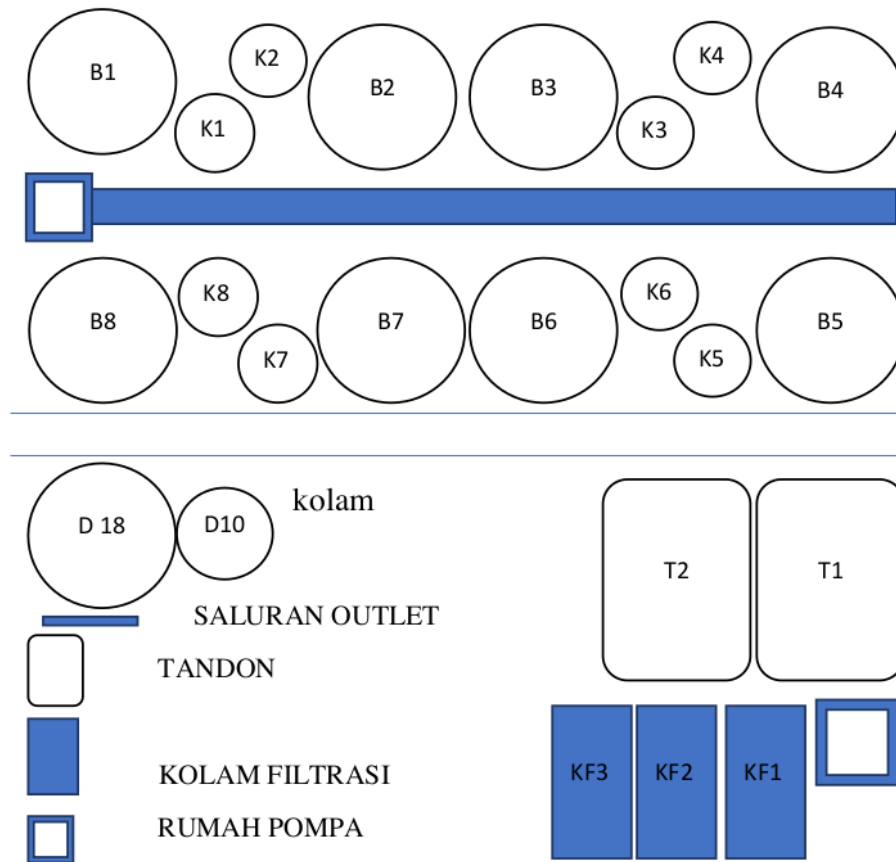 B1
K2
K1
B2
B3
K4
K3
B4
B8
K8
K7
B7
B6
K6
K5
B5
D 18
D10
kolam
SALURAN OUTLET
TANDON
KOLAM FILTRASI
RUMAH POMPA
T2
T1
KF3
KF2
KF1